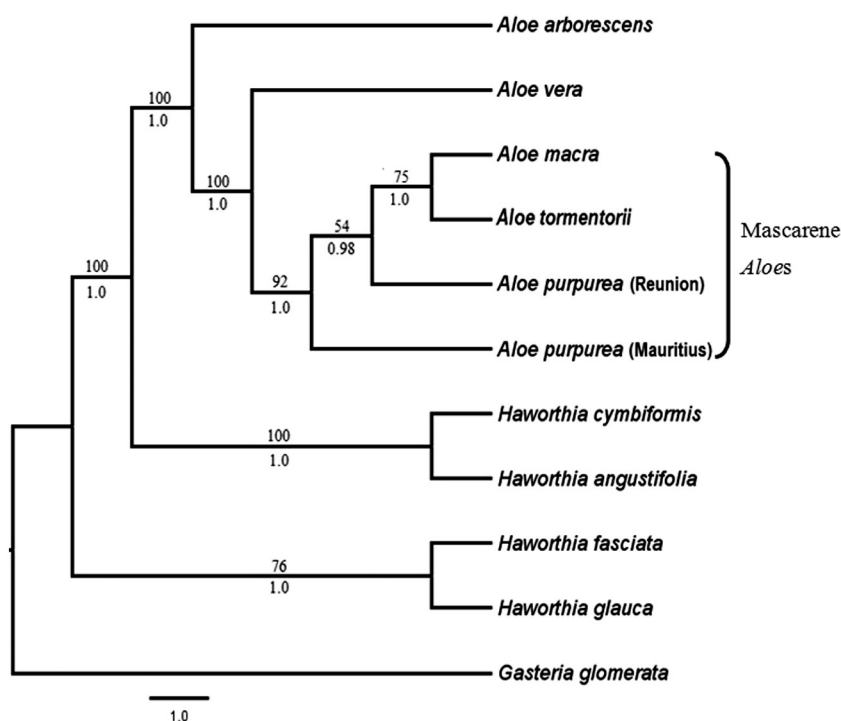 Aloe arborescens
100
1.0
Aloe vera
100
1.0
Aloe macra
75
1.0
Aloe tormentorii
54
0.98
Mascarene
Aloes
100
1.0
92
1.0
Aloe purpurea (Reunion)
Aloe purpurea (Mauritius)
Haworthia cymbiformis
100
1.0
Haworthia angustifolia
Haworthia fasciata
76
1.0
Haworthia glauca
Gasteria glomerata
1.0